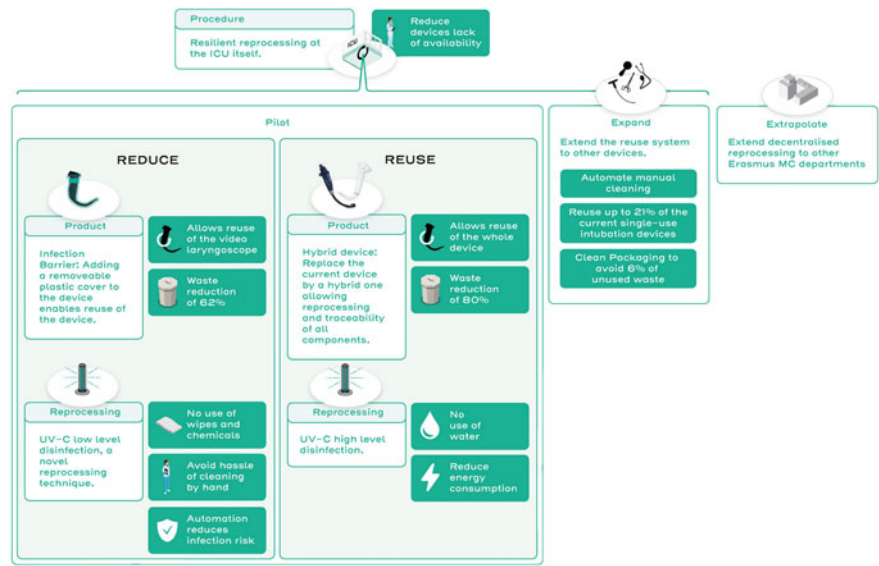 Procedure
Resilient reprocessing at
the ICU itself.
ICU
Reduce
devices lack
of availability
Pilot
REDUCE
Product
Infection
Barrier: Adding
a removeable
plastic cover to
the device
enables reuse of
the device.
Allows reuse
of the video
laryngoscope
Waste
reduction
of 62%
Reprocessing
UV-C low level
disinfection, a
novel
reprocessing
technique.
No use of
wipes and
chemicals
Avoid hassle
of cleaning
by hand
Automation
reduces
infection risk
REUSE
Product
Hybrid device:
Replace the
current device
by a hybrid one
allowing
reprocessing
and traceability
of all
components.
Allows reuse
of the whole
device
Waste
reduction
of 80%
Reprocessing
UV-C high level
disinfection.
No
use of
water
Reduce
energy
consumption
Expand
Extend the reuse system
to other devices.
Automate manual
cleaning
Reuse up to 21% of the
current single-use
intubation devices
Clean Packaging to
avoid 6% of
unused waste
Extrapolate
Extend decentralised
reprocessing to other
Erasmus MC departments